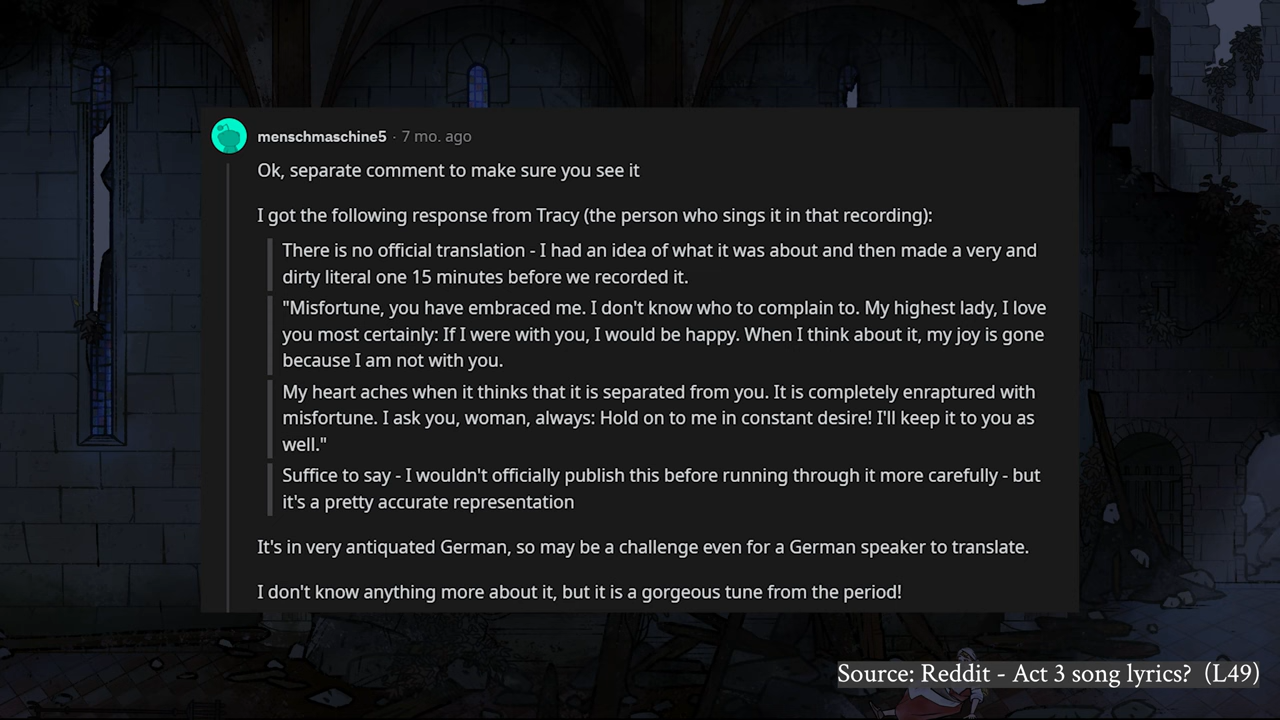 menschmaschine5 · 7 mo. ago
Ok, separate comment to make sure you see it
I got the following response from Tracy (the person who sings it in that recording):
There is no official translation - I had an idea of what it was about and then made a very and
dirty literal one 15 minutes before we recorded it.
"Misfortune, you have embraced me. I don't know who to complain to. My highest lady, I love
you most certainly: If I were with you, I would be happy. When I think about it, my joy is gone
because I am not with you.
My heart aches when it thinks that it is separated from you. It is completely enraptured with
misfortune. I ask you, woman, always: Hold on to me in constant desire! I'll keep it to you as
well."
Suffice to say - I wouldn't officially publish this before running through it more carefully - but
it's a pretty accurate representation
It's in very antiquated German, so may be a challenge even for a German speaker to translate.
I don't know anything more about it, but it is a gorgeous tune from the period!
Source: Reddit - Act 3 song lyrics? (L49)